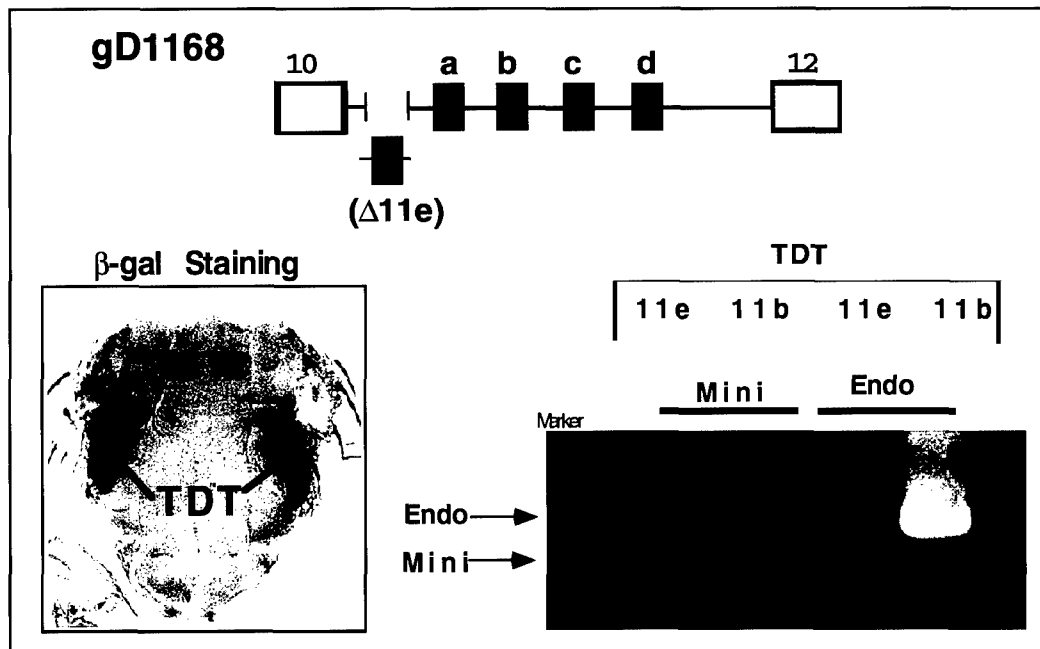 gD1168
10 a b c d 12
(Δ11e)
β-gal Staining
TDT
TDT
11e 11b 11e 11b
Mini Endo
Marker
Endo
Mini